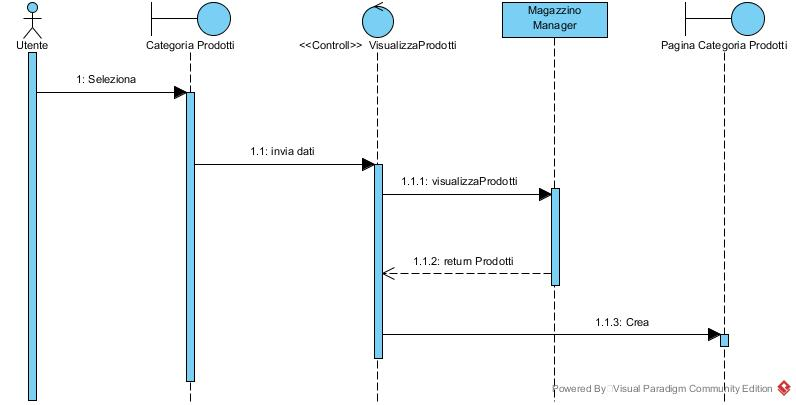 Magazzino
Manager
Utente
Categoria Prodotti
<<Controll>> VisualizzaProdotti
Pagina Categoria Prodotti
1: Seleziona
1.1: invia dati
1.1.1: visualizzaProdotti
1.1.2: return Prodotti
1.1.3: Crea
Powered By Visual Paradigm Community Edition